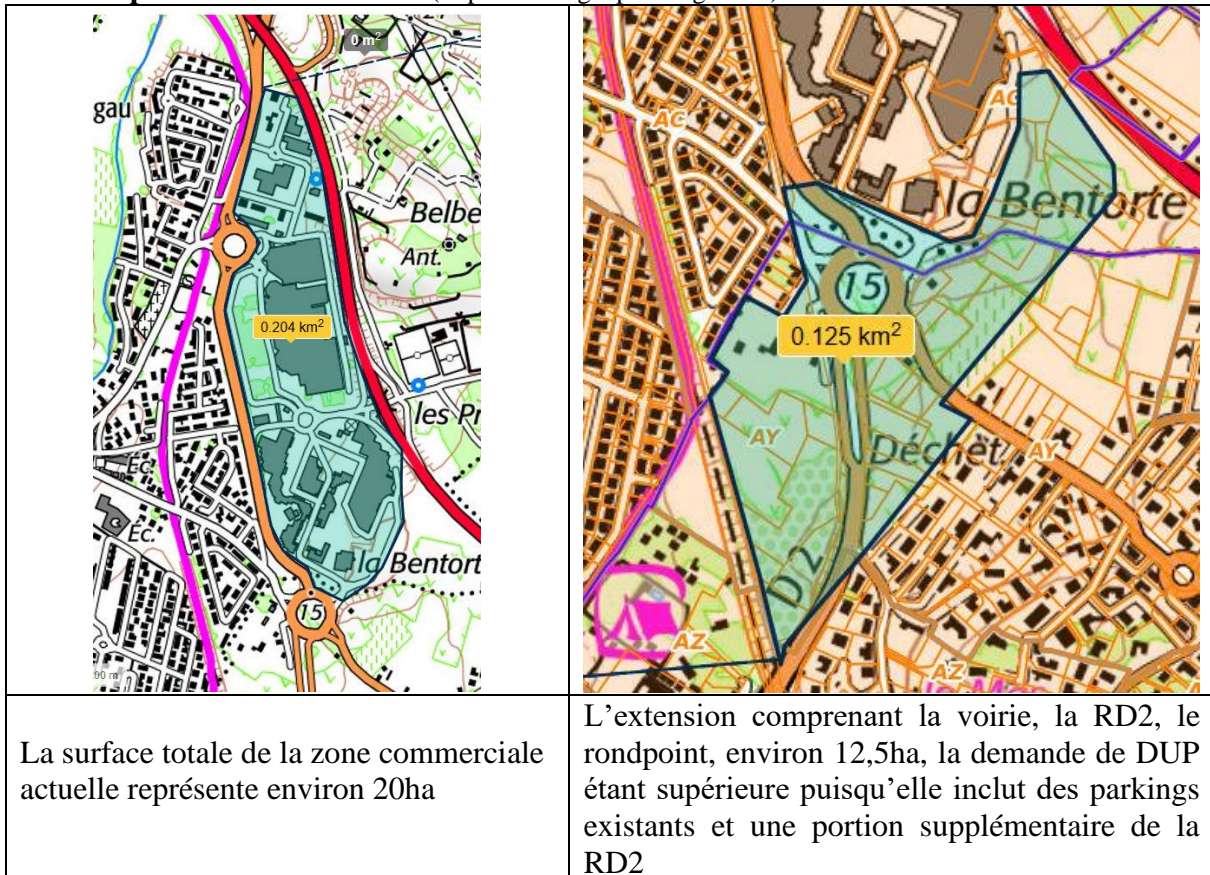 0 m²
gau
Belbe
Ant.
0.204 km²
les Pr
Éc.
Éc.
la Bentort
15
AC
AC
la Bentorte
15
0.125 km²
AY
Déchet.
AY
D 2
AZ
AZ
La surface totale de la zone commerciale
actuelle représente environ 20ha
L’extension comprenant la voirie, la RD2, le
rondpoint, environ 12,5ha, la demande de DUP
étant supérieure puisqu’elle inclut des parkings
existants et une portion supplémentaire de la
RD2